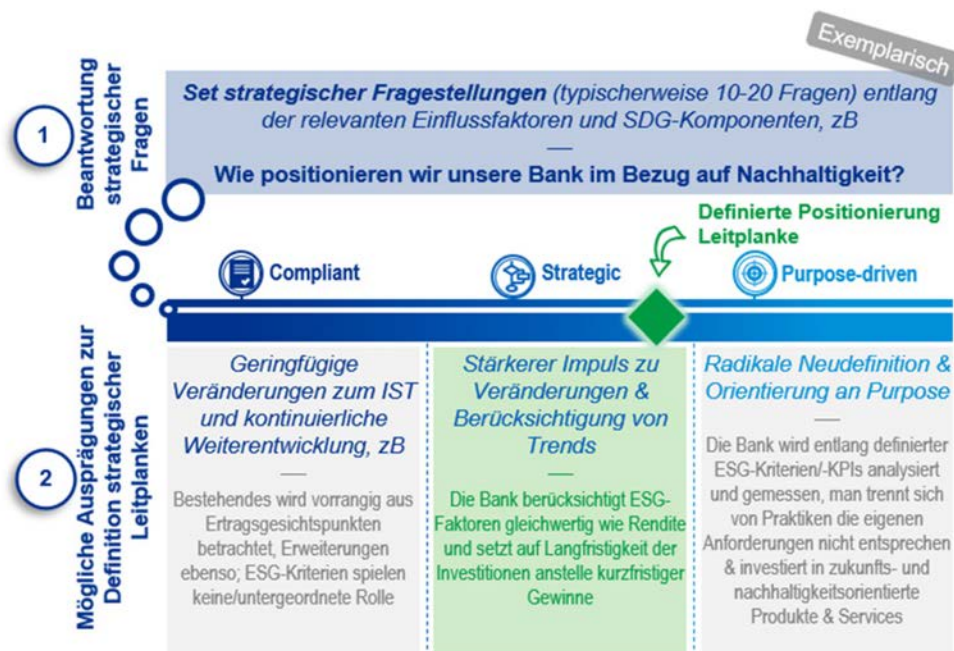 Exemplarisch
1
Beantwortung
strategischer
Fragen
Set strategischer Fragestellungen (typischerweise 10-20 Fragen) entlang
der relevanten Einflussfaktoren und SDG-Komponenten, zB
Wie positionieren wir unsere Bank im Bezug auf Nachhaltigkeit?
Definierte Positionierung
Leitplanke
Compliant
Strategic
Purpose-driven
2
Mögliche Ausprägungen zur
Definition strategischer
Leitplanken
Geringfügige
Veränderungen zum IST
und kontinuierliche
Weiterentwicklung, zB
Bestehendes wird vorrangig aus
Ertragsgesichtspunkten
betrachtet, Erweiterungen
ebenso; ESG-Kriterien spielen
keine/untergeordnete Rolle
Stärkerer Impuls zu
Veränderungen &
Berücksichtigung von
Trends
Die Bank berücksichtigt ESG-
Faktoren gleichwertig wie Rendite
und setzt auf Langfristigkeit der
Investitionen anstelle kurzfristiger
Gewinne
Radikale Neudefinition &
Orientierung an Purpose
Die Bank wird entlang definierter
ESG-Kriterien/-KPIs analysiert
und gemessen, man trennt sich
von Praktiken die eigenen
Anforderungen nicht entsprechen
& investiert in zukunfts- und
nachhaltigkeitsorientierte
Produkte & Services